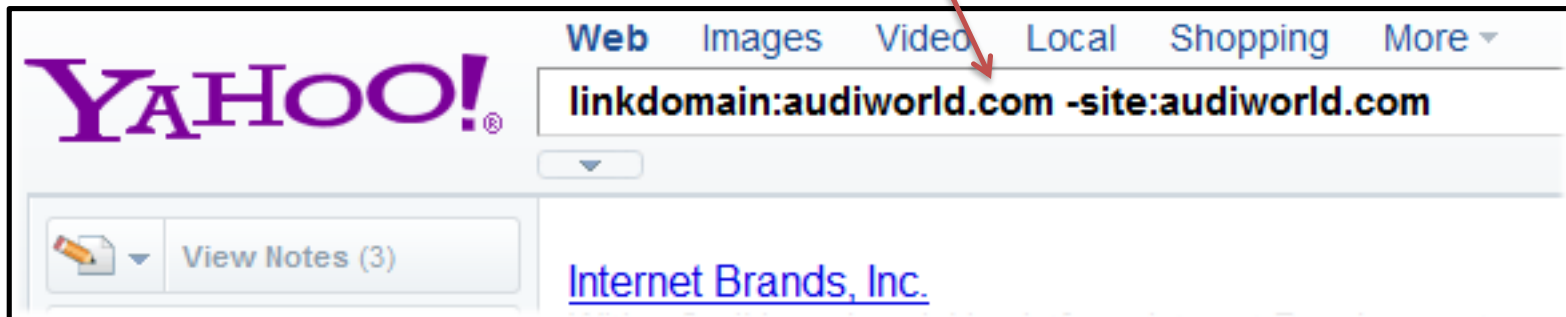 Web Images Video Local Shopping More
YAHOO!®
linkdomain:audiworld.com -site:audiworld.com
View Notes (3)
Internet Brands, Inc.